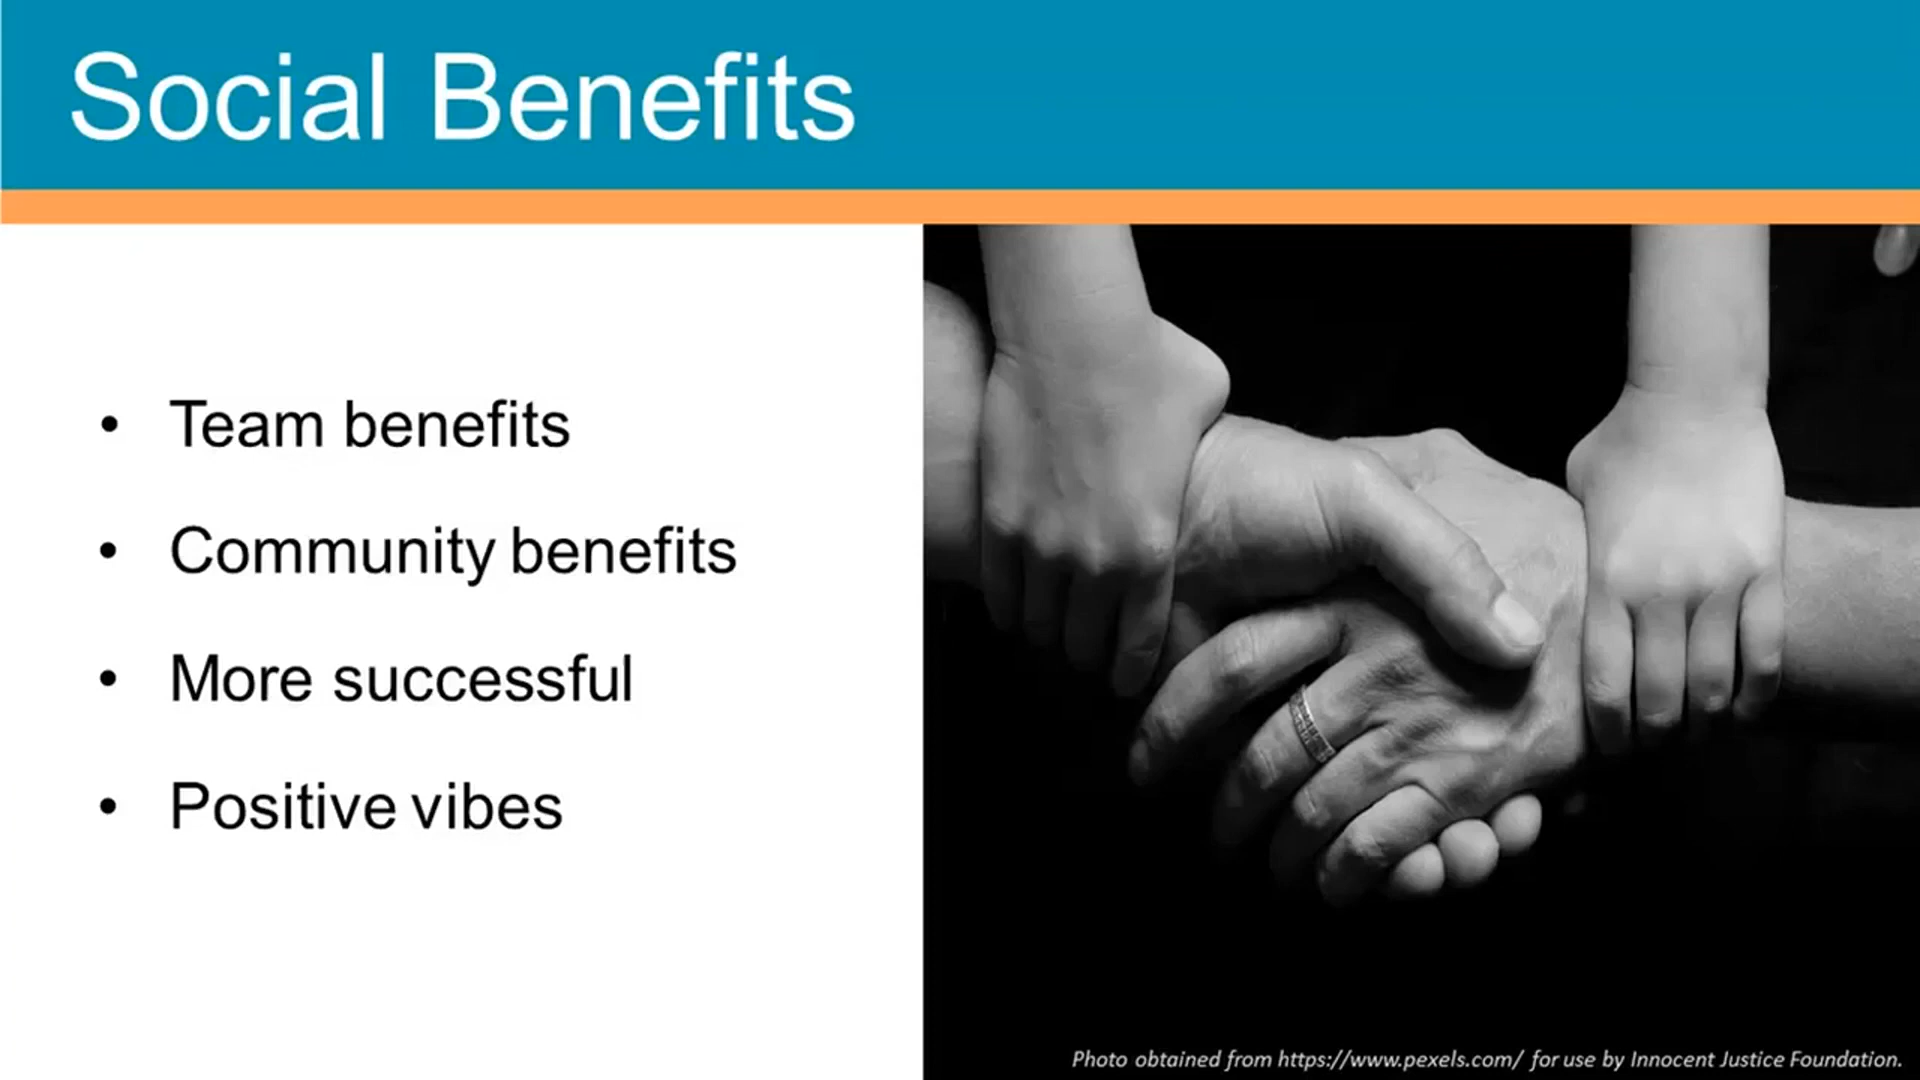 Social Benefits
• Team benefits
• Community benefits
• More successful
• Positive vibes
Photo obtained from https://www.pexels.com/ for use by Innocent Justice Foundation.